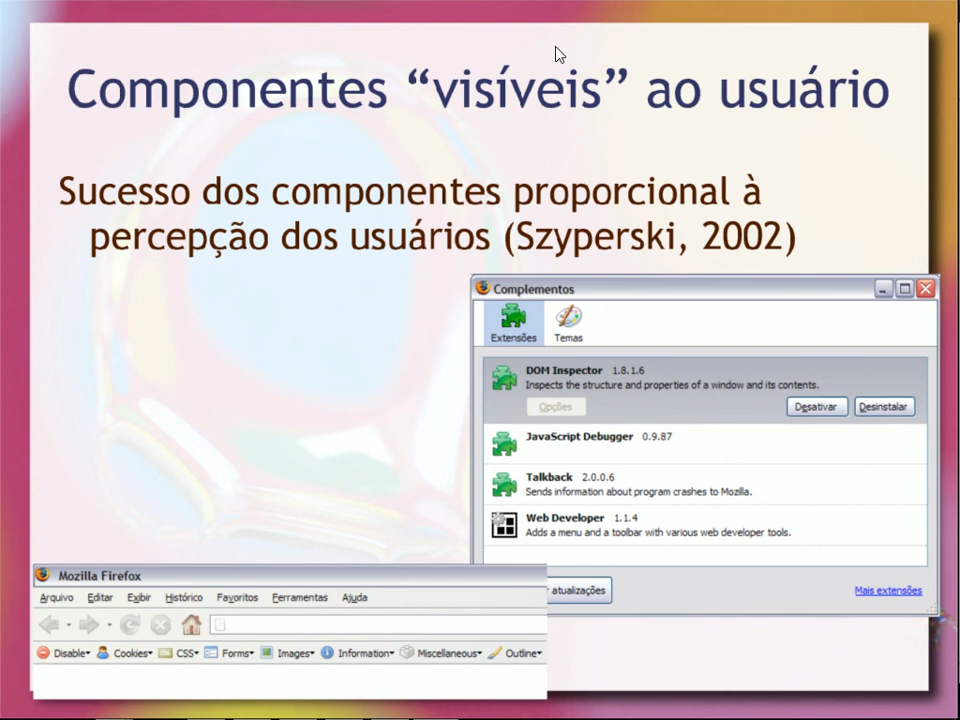 Componentes “visíveis” ao usuário
Sucesso dos componentes proporcional à
percepção dos usuários (Szyperski, 2002)
Complementos
Extensões Temas
DOM Inspector 1.8.1.6
Inspects the structure and properties of a window and its contents.
Opções Desativar Desinstalar
JavaScript Debugger 0.9.87
Talkback 2.0.0.6
Sends information about program crashes to Mozilla.
Web Developer 1.1.4
Adds a menu and a toolbar with various web developer tools.
atualizações Mais extensões
Mozilla Firefox
Arquivo Editar Exibir Histórico Favoritos Ferramentas Ajuda
Disable Cookies CSS Forms Images Information Miscellaneous Outline